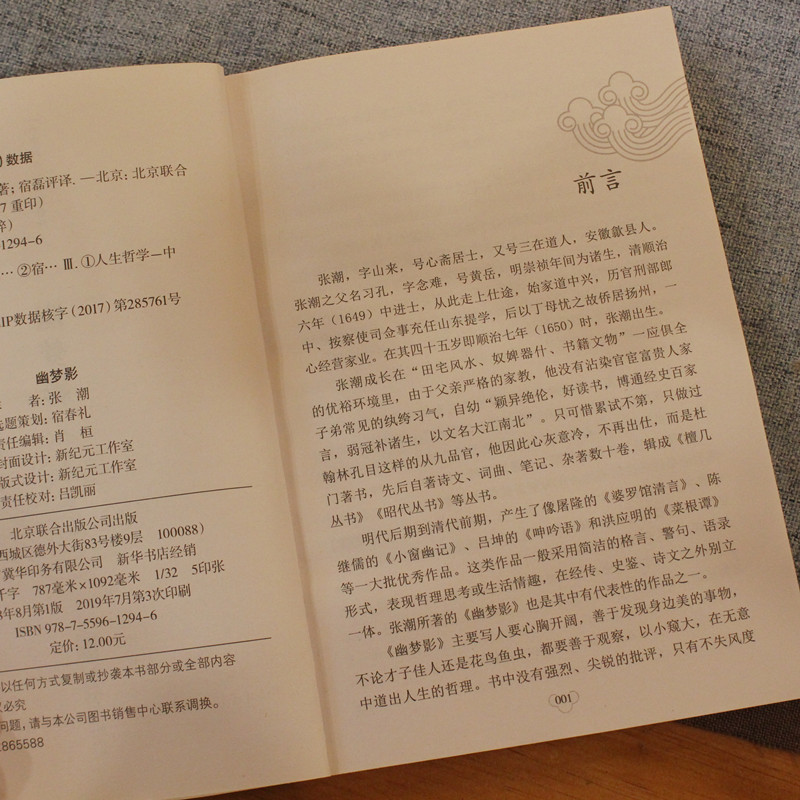 数据
著；宿磊评译．—北京：北京联合
7重印）
-1294-6
… ②宿… Ⅲ．①人生哲学－中
IP数据核字（2017）第285761号
幽梦影
者：张 潮
选题策划：宿春礼
责任编辑：肖 桓
封面设计：新纪元工作室
版式设计：新纪元工作室
责任校对：吕凯丽
北京联合出版公司出版
西城区德外大街83号楼9层 100088）
冀华印务有限公司 新华书店经销
千字 787毫米×1092毫米 1/32 5印张
8年8月第1版 2019年7月第3次印刷
ISBN 978-7-5596-1294-6
定价：12.00元
以任何方式复制或抄袭本书部分或全部内容
必究
问题，请与本公司图书销售中心联系调换。
865588
前言
张潮，字山来，号心斋居士，又号三在道人，安徽歙县人。
张潮之父名习孔，字念难，号黄岳，明崇祯年间为诸生，清顺治
六年（1649）中进士，从此走上仕途，始家道中兴，历官刑部郎
中、按察使司佥事充任山东提学，后以丁母忧之故侨居扬州，一
心经营家业。在其四十五岁即顺治七年（1650）时，张潮出生。
张潮成长在“田宅风水、奴婢器什、书籍文物”一应俱全
的优裕环境里，由于父亲严格的家教，他没有沾染官宦富贵人家
子弟常见的纨绔习气，自幼“颖异绝伦，好读书，博通经史百家
言，弱冠补诸生，以文名大江南北”。只可惜累试不第，只做过
翰林孔目这样的从九品官，他因此心灰意冷，不再出仕，而是杜
门著书，先后自著诗文、词曲、笔记、杂著数十卷，辑成《檀几
丛书》《昭代丛书》等丛书。
明代后期到清代前期，产生了像屠隆的《婆罗馆清言》、陈
继儒的《小窗幽记》、吕坤的《呻吟语》和洪应明的《菜根谭》
等一大批优秀作品。这类作品一般采用简洁的格言、警句、语录
形式，表现哲理思考或生活情趣，在经传、史鉴、诗文之外别立
一体。张潮所著的《幽梦影》也是其中有代表性的作品之一。
《幽梦影》主要写人要心胸开阔，善于发现身边美的事物，
不论才子佳人还是花鸟鱼虫，都要善于观察，以小窥大，在无意
中道出人生的哲理。书中没有强烈、尖锐的批评，只有不失风度
001